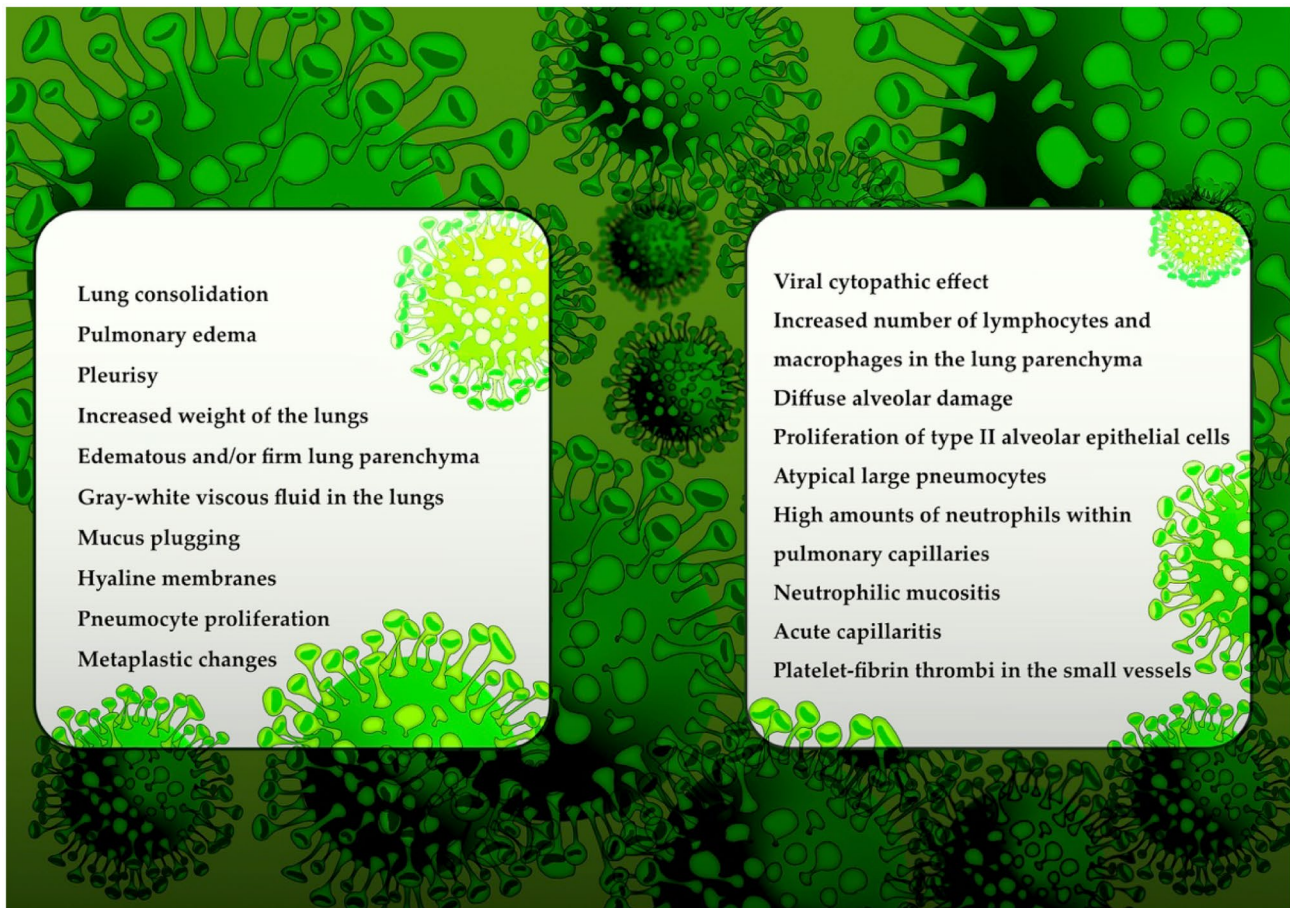 Lung consolidation
Pulmonary edema
Pleurisy
Increased weight of the lungs
Edematous and/or firm lung parenchyma
Gray-white viscous fluid in the lungs
Mucus plugging
Hyaline membranes
Pneumocyte proliferation
Metaplastic changes
Viral cytopathic effect
Increased number of lymphocytes and
macrophages in the lung parenchyma
Diffuse alveolar damage
Proliferation of type II alveolar epithelial cells
Atypical large pneumocytes
High amounts of neutrophils within
pulmonary capillaries
Neutrophilic mucositis
Acute capillaritis
Platelet-fibrin thrombi in the small vessels